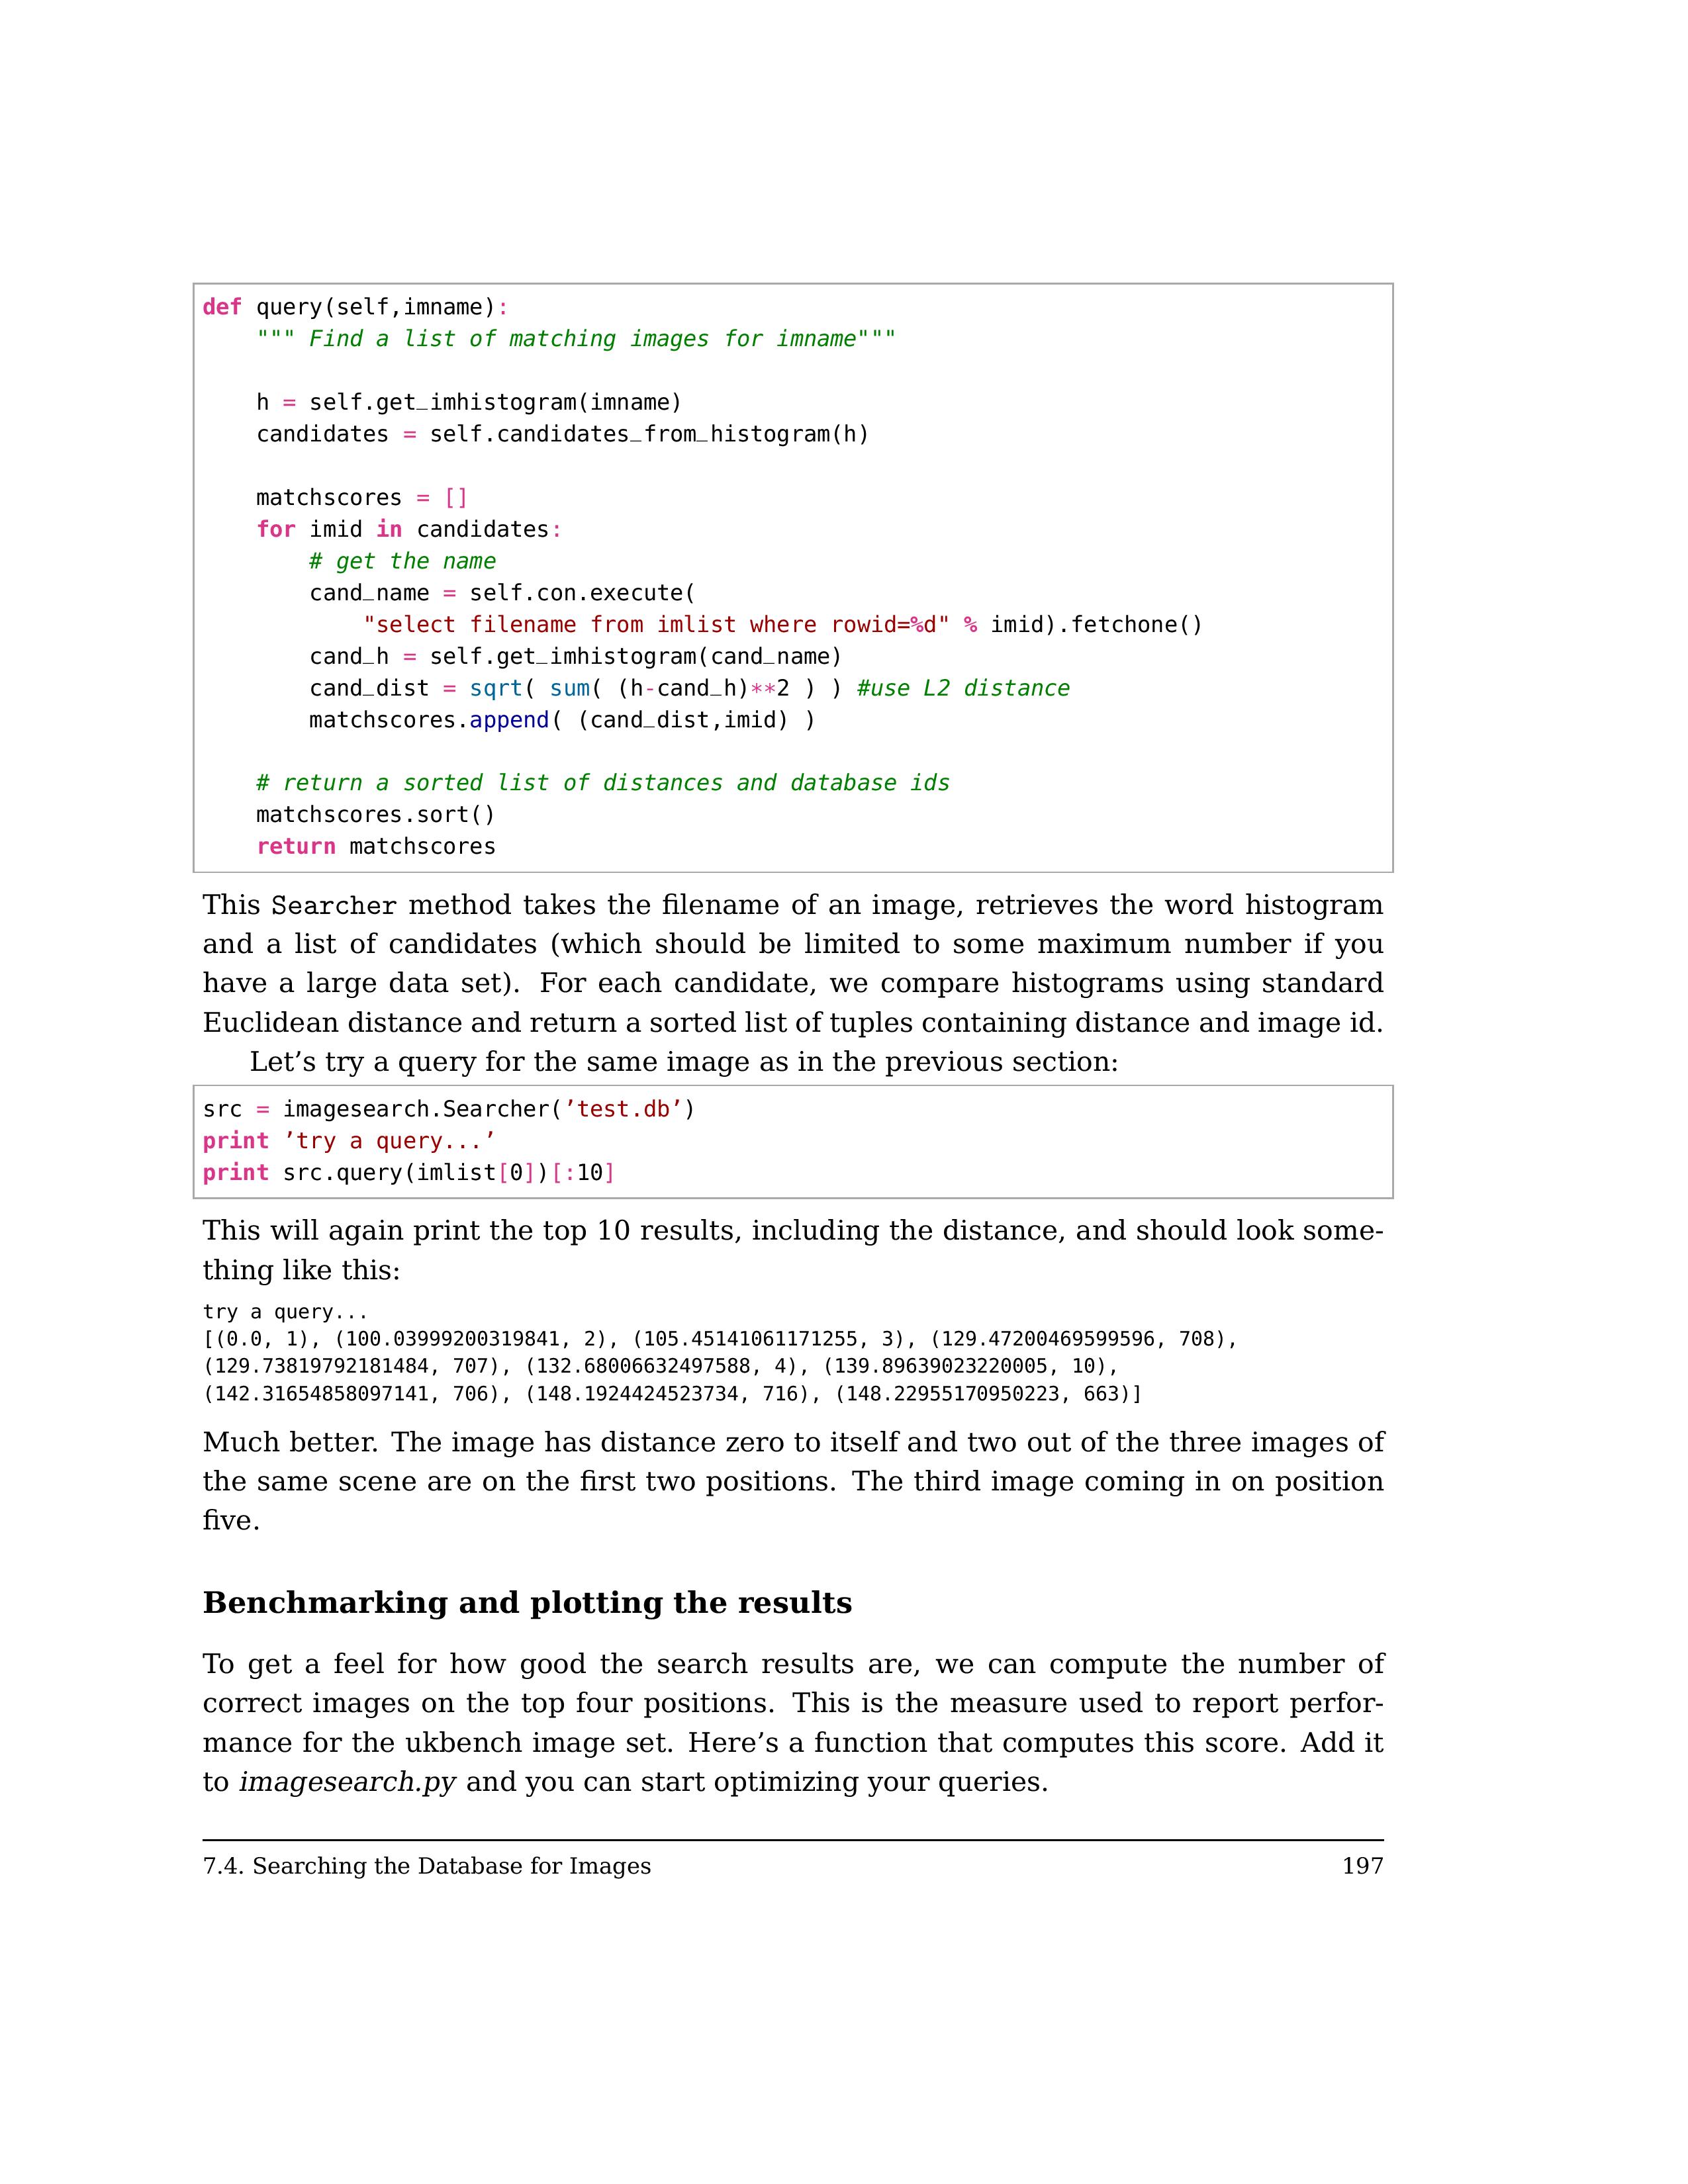 def query(self,imname):
    """ Find a list of matching images for imname"""

    h = self.get_imhistogram(imname)
    candidates = self.candidates_from_histogram(h)

    matchscores = []
    for imid in candidates:
        # get the name
        cand_name = self.con.execute(
            "select filename from imlist where rowid=%d" % imid).fetchone()
        cand_h = self.get_imhistogram(cand_name)
        cand_dist = sqrt( sum( (h-cand_h)**2 ) ) #use L2 distance
        matchscores.append( (cand_dist,imid) )

    # return a sorted list of distances and database ids
    matchscores.sort()
    return matchscores
This Searcher method takes the filename of an image, retrieves the word histogram
and a list of candidates (which should be limited to some maximum number if you
have a large data set). For each candidate, we compare histograms using standard
Euclidean distance and return a sorted list of tuples containing distance and image id.
Let’s try a query for the same image as in the previous section:
src = imagesearch.Searcher(’test.db’)
print ’try a query...’
print src.query(imlist[0])[:10]
This will again print the top 10 results, including the distance, and should look some-
thing like this:
try a query...
[(0.0, 1), (100.03999200319841, 2), (105.45141061171255, 3), (129.47200469599596, 708),
(129.73819792181484, 707), (132.68006632497588, 4), (139.89639023220005, 10),
(142.31654858097141, 706), (148.1924424523734, 716), (148.22955170950223, 663)]
Much better. The image has distance zero to itself and two out of the three images of
the same scene are on the first two positions. The third image coming in on position
five.
Benchmarking and plotting the results
To get a feel for how good the search results are, we can compute the number of
correct images on the top four positions. This is the measure used to report perfor-
mance for the ukbench image set. Here’s a function that computes this score. Add it
to imagesearch.py and you can start optimizing your queries.
7.4. Searching the Database for Images 197